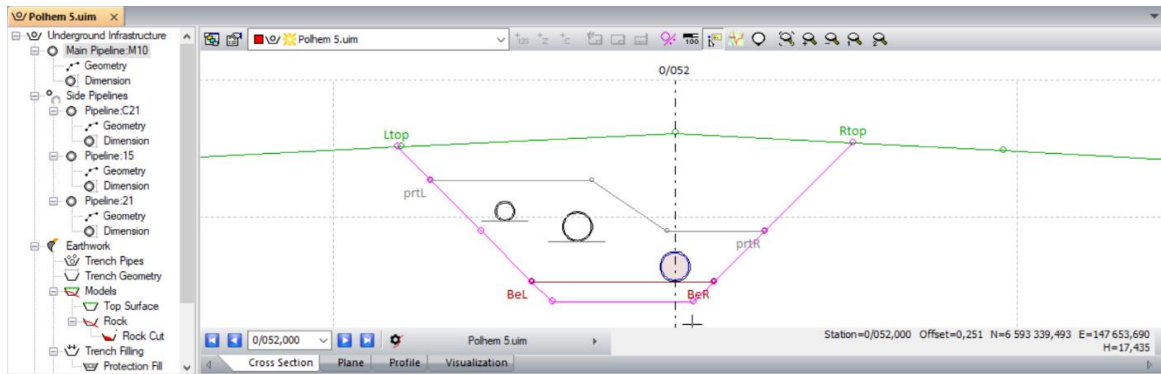 Polhem 5.uim
Underground Infrastructure
Main Pipeline:M10
Geometry
Dimension
Side Pipelines
Pipeline:C21
Geometry
Dimension
Pipeline:15
Geometry
Dimension
Pipeline:21
Geometry
Dimension
Earthwork
Trench Pipes
Trench Geometry
Models
Top Surface
Rock
Rock Cut
Trench Filling
Protection Fill
Polhem 5.uim
123 Z C 100
0/052
Ltop
Rtop
prtL
prtR
BeL
BeR
0/052,000 Polhem 5.uim
Station=0/052,000 Offset=0,251 N=6 593 339,493 E=147 653,690
H=17,435
Cross Section Plane Profile Visualization